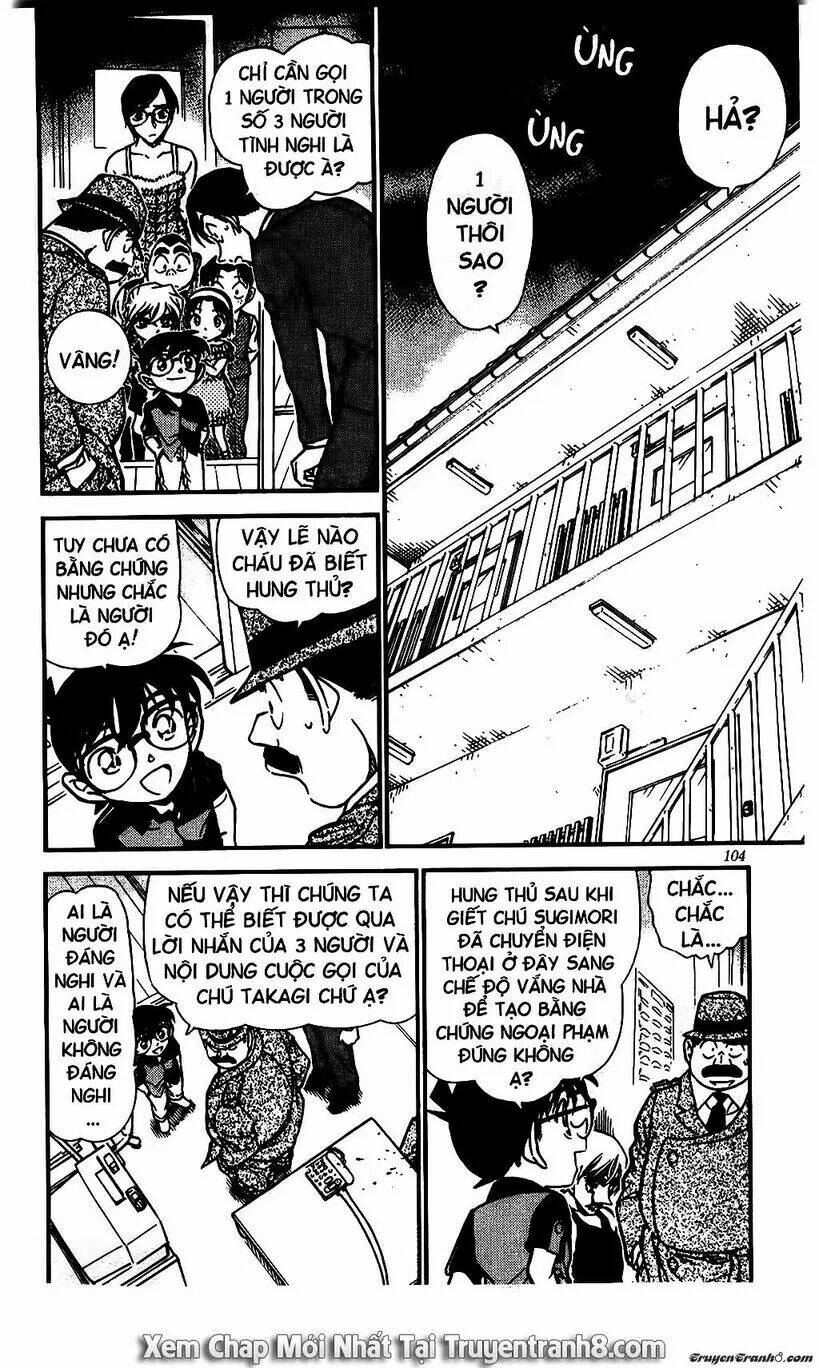 HẢ?
ÙNG
ÙNG
1
NGƯỜI
THÔI
SAO
?
CHỈ CẦN GỌI
1 NGƯỜI TRONG
SỐ 3 NGƯỜI
TÌNH NGHI LÀ
ĐƯỢC À?
VÂNG!
VẬY LẼ NÀO
CHÁU ĐÃ BIẾT
HUNG THỦ?
TUY CHƯA CÓ
BẰNG CHỨNG
NHƯNG CHẮC
LÀ NGƯỜI
ĐÓ Ạ!
104
CHẮC...
CHẮC
LÀ...
HUNG THỦ SAU KHI
GIẾT CHÚ SUGIMORI
ĐÃ CHUYỂN ĐIỆN
THOẠI Ở ĐÂY SANG
CHẾ ĐỘ VẮNG NHÀ
ĐỂ TẠO BẰNG
CHỨNG NGOẠI PHẠM
ĐÚNG KHÔNG
Ạ?
NẾU VẬY THÌ CHÚNG TA
CÓ THỂ BIẾT ĐƯỢC QUA
LỜI NHẮN CỦA 3 NGƯỜI VÀ
NỘI DUNG CUỘC GỌI CỦA
CHÚ TAKAGI CHỨ Ạ?
AI LÀ
NGƯỜI
ĐÁNG
NGHI VÀ
AI LÀ
NGƯỜI
KHÔNG
ĐÁNG
NGHI
...
Xem Chap Mới Nhất Tại Truyentranh8.com
TruyenTranh8.com